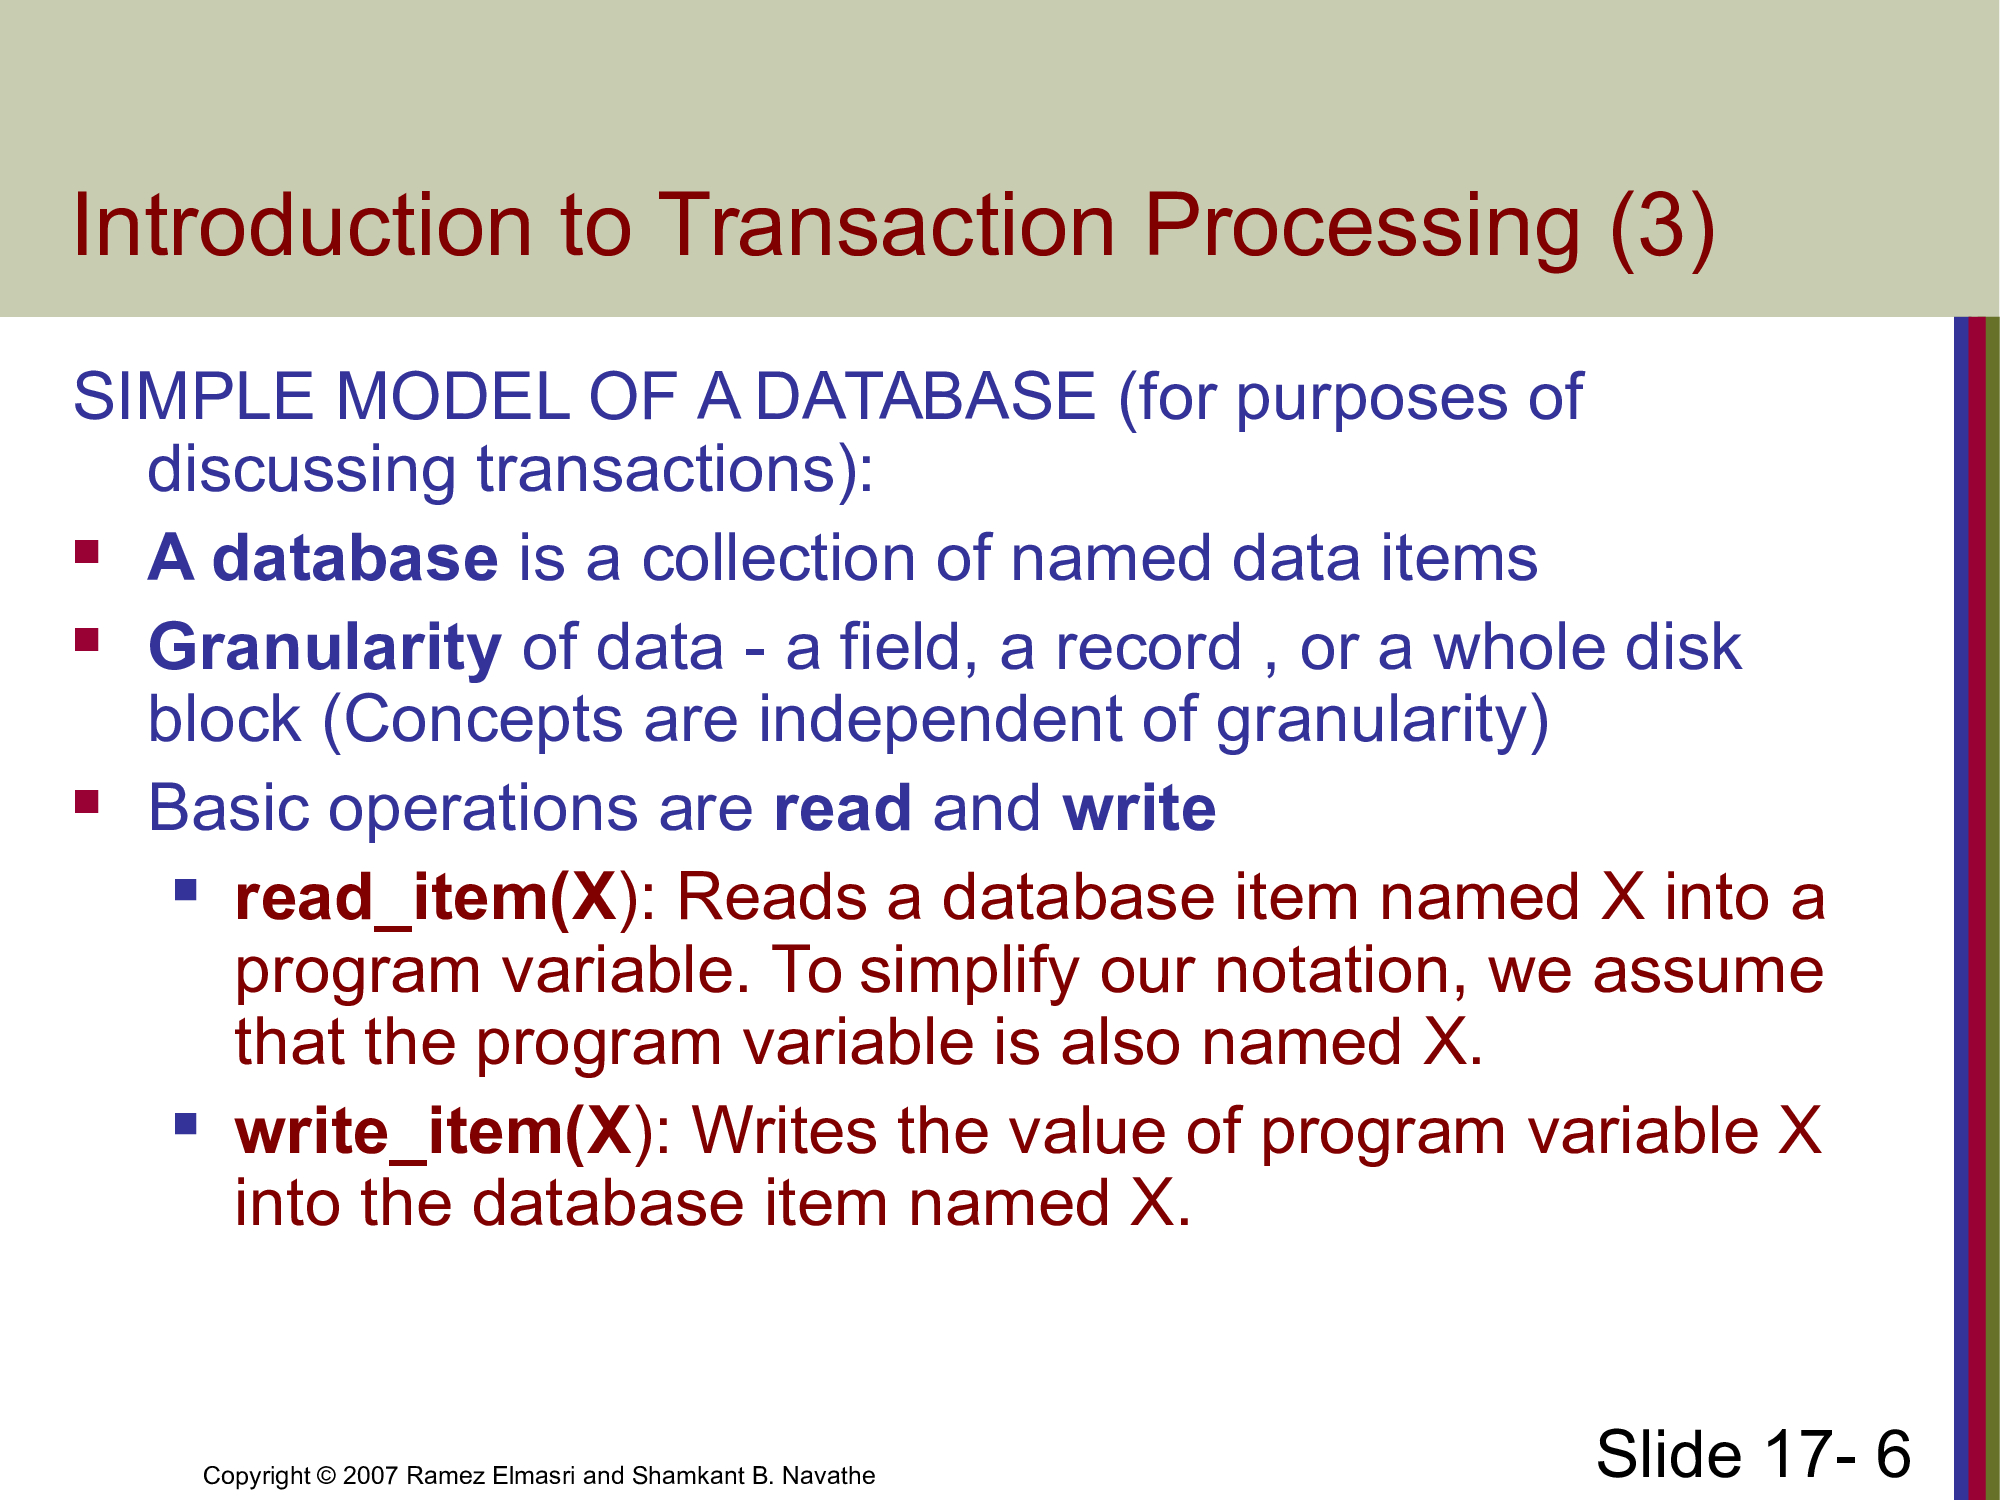 Introduction to Transaction Processing (3)
SIMPLE MODEL OF A DATABASE (for purposes of
discussing transactions):
A database is a collection of named data items
Granularity of data - a field, a record , or a whole disk
block (Concepts are independent of granularity)
Basic operations are read and write
read_item(X): Reads a database item named X into a
program variable. To simplify our notation, we assume
that the program variable is also named X.
write_item(X): Writes the value of program variable X
into the database item named X.
Copyright © 2007 Ramez Elmasri and Shamkant B. Navathe
Slide 17- 6